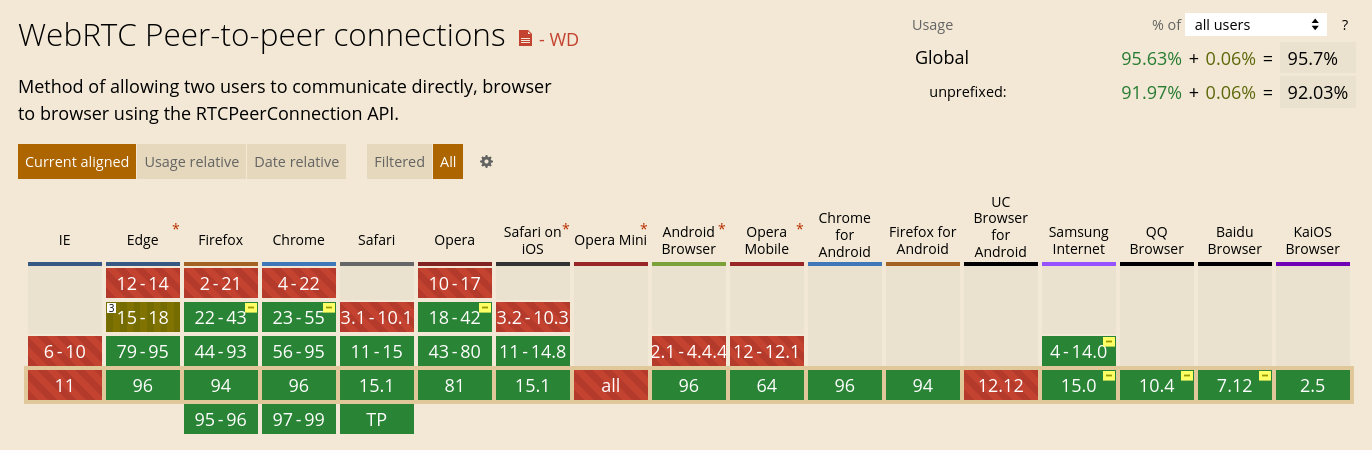 WebRTC Peer-to-peer connections - WD
Usage % of all users ?
Global 95.63% + 0.06% = 95.7%
unprefixed: 91.97% + 0.06% = 92.03%
Method of allowing two users to communicate directly, browser
to browser using the RTCPeerConnection API.
Current aligned Usage relative Date relative Filtered All
IE
Edge *
Firefox
Chrome
Safari
Opera
Safari on *
iOS
Opera Mini *
Android *
Browser
Opera *
Mobile
Chrome
for
Android
Firefox for
Android
UC
Browser
for
Android
Samsung
Internet
QQ
Browser
Baidu
Browser
KaiOS
Browser
12-14 2-21 4-22 10-17
3 15-18 22-43 23-55 3.1-10.1 18-42 3.2-10.3
6-10 79-95 44-93 56-95 11-15 43-80 11-14.8 2.1-4.4.4 12-12.1 4-14.0
11 96 94 96 15.1 81 15.1 all 96 64 96 94 12.12 15.0 10.4 7.12 2.5
95-96 97-99 TP